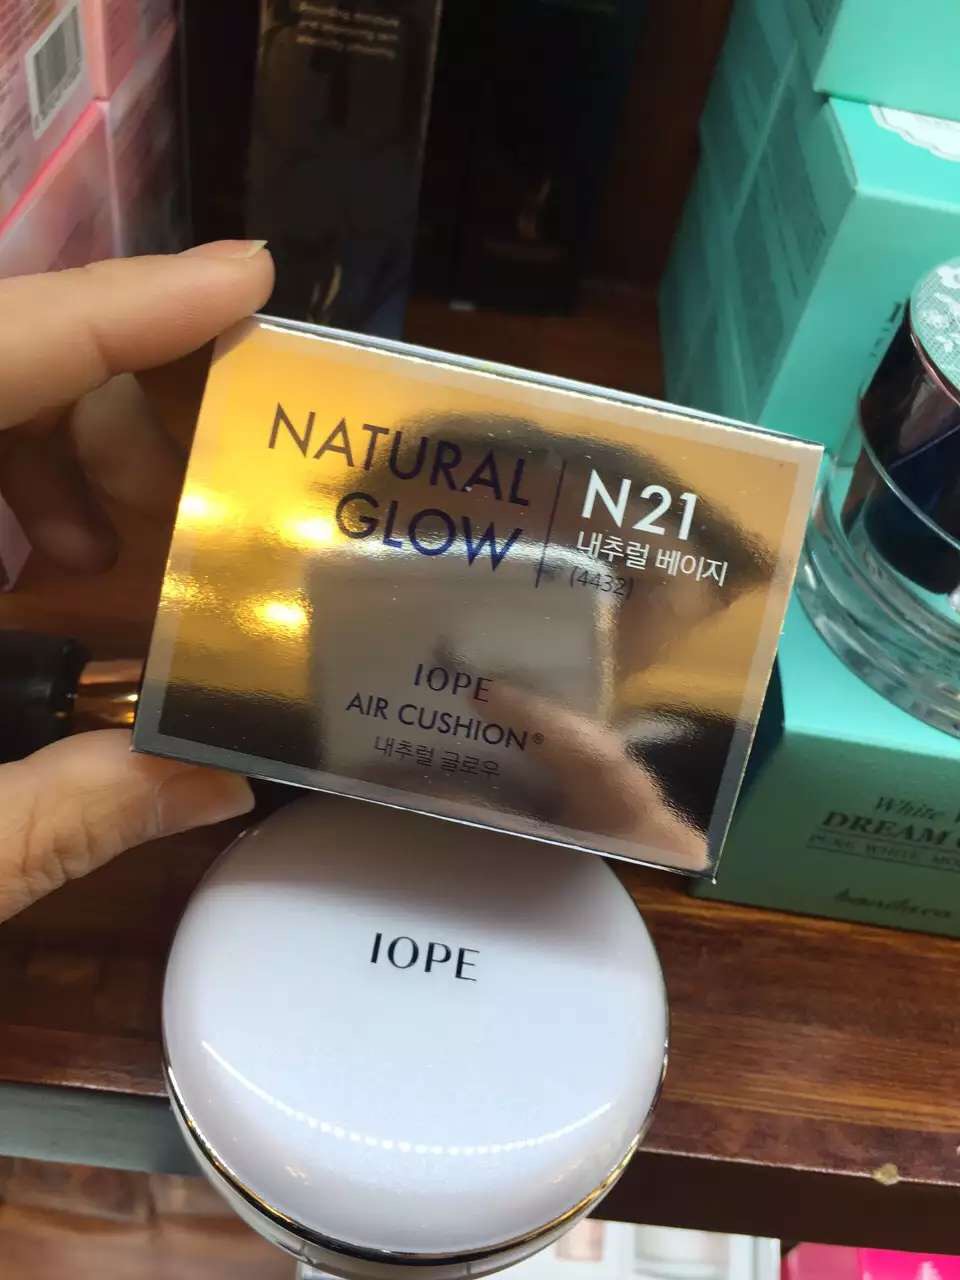 NATURAL
GLOW
N21
내추럴 베이지
(4432)
IOPE
AIR CUSHION®
내추럴 글로우
IOPE
White
DREAM